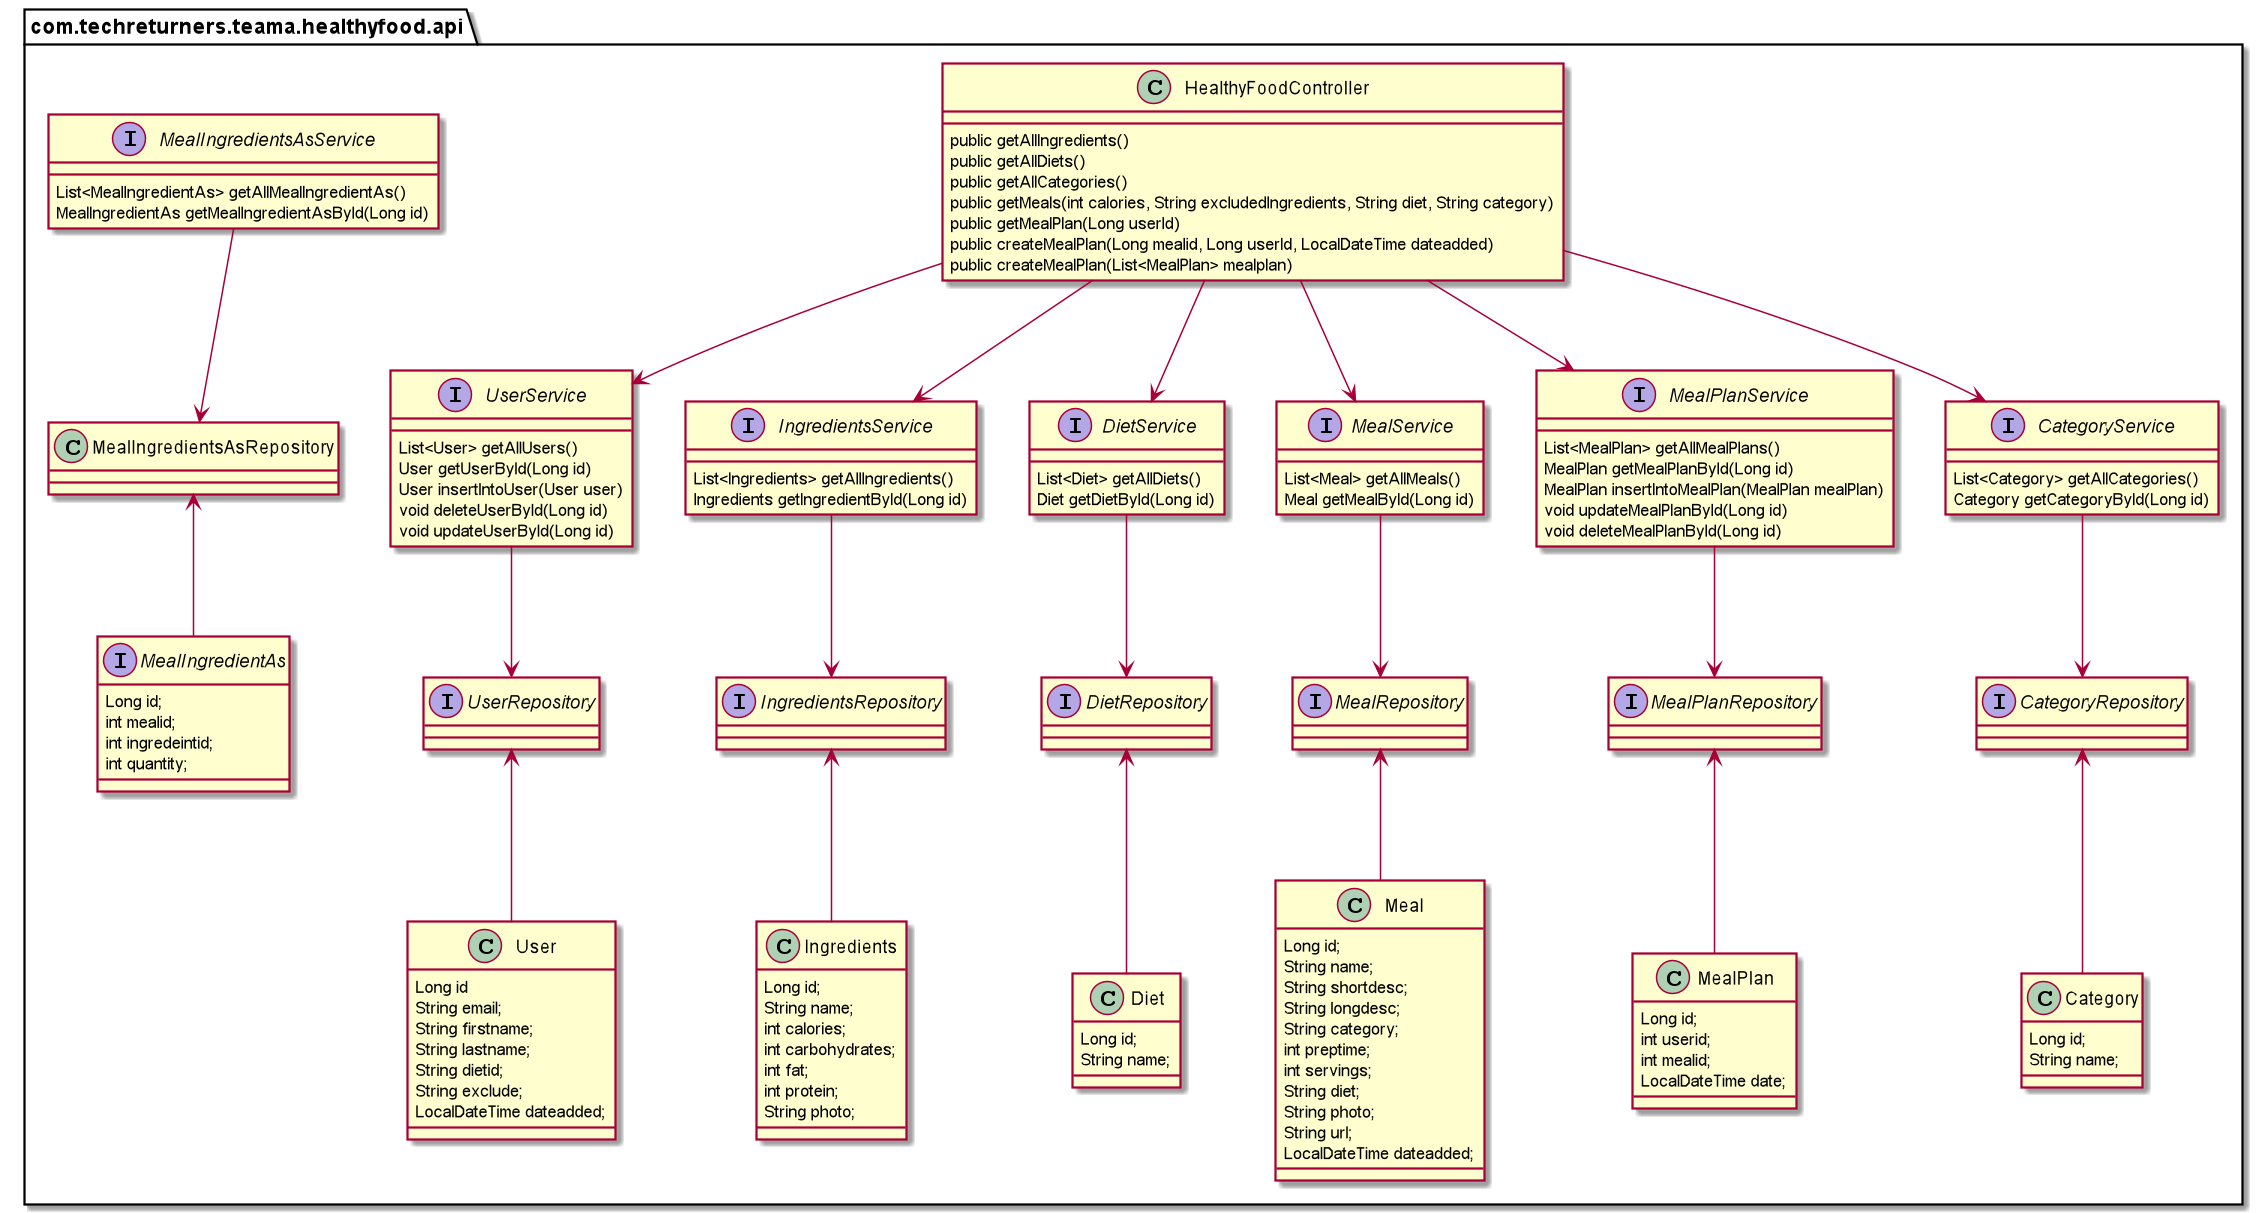 com.techreturners.teama.healthyfood.api
C HealthyFoodController
public getAllIngredients()
public getAllDiets()
public getAllCategories()
public getMeals(int calories, String excludedIngredients, String diet, String category)
public getMealPlan(Long userId)
public createMealPlan(Long mealid, Long userId, LocalDateTime dateadded)
public createMealPlan(List<MealPlan> mealplan)
I MealIngredientsAsService
List<MealIngredientAs> getAllMealIngredientAs()
MealIngredientAs getMealIngredientAsById(Long id)
I UserService
List<User> getAllUsers()
User getUserById(Long id)
User insertIntoUser(User user)
void deleteUserById(Long id)
void updateUserById(Long id)
I IngredientsService
List<Ingredients> getAllIngredients()
Ingredients getIngredientById(Long id)
I DietService
List<Diet> getAllDiets()
Diet getDietById(Long id)
I MealService
List<Meal> getAllMeals()
Meal getMealById(Long id)
I MealPlanService
List<MealPlan> getAllMealPlans()
MealPlan getMealPlanById(Long id)
MealPlan insertIntoMealPlan(MealPlan mealPlan)
void updateMealPlanById(Long id)
void deleteMealPlanById(Long id)
I CategoryService
List<Category> getAllCategories()
Category getCategoryById(Long id)
C MealIngredientsAsRepository
I MealIngredientAs
Long id;
int mealid;
int ingredeintid;
int quantity;
I UserRepository
I IngredientsRepository
I DietRepository
I MealRepository
I MealPlanRepository
I CategoryRepository
C User
Long id
String email;
String firstname;
String lastname;
String dietid;
String exclude;
LocalDateTime dateadded;
C Ingredients
Long id;
String name;
int calories;
int carbohydrates;
int fat;
int protein;
String photo;
C Diet
Long id;
String name;
C Meal
Long id;
String name;
String shortdesc;
String longdesc;
String category;
int preptime;
int servings;
String diet;
String photo;
String url;
LocalDateTime dateadded;
C MealPlan
Long id;
int userid;
int mealid;
LocalDateTime date;
C Category
Long id;
String name;